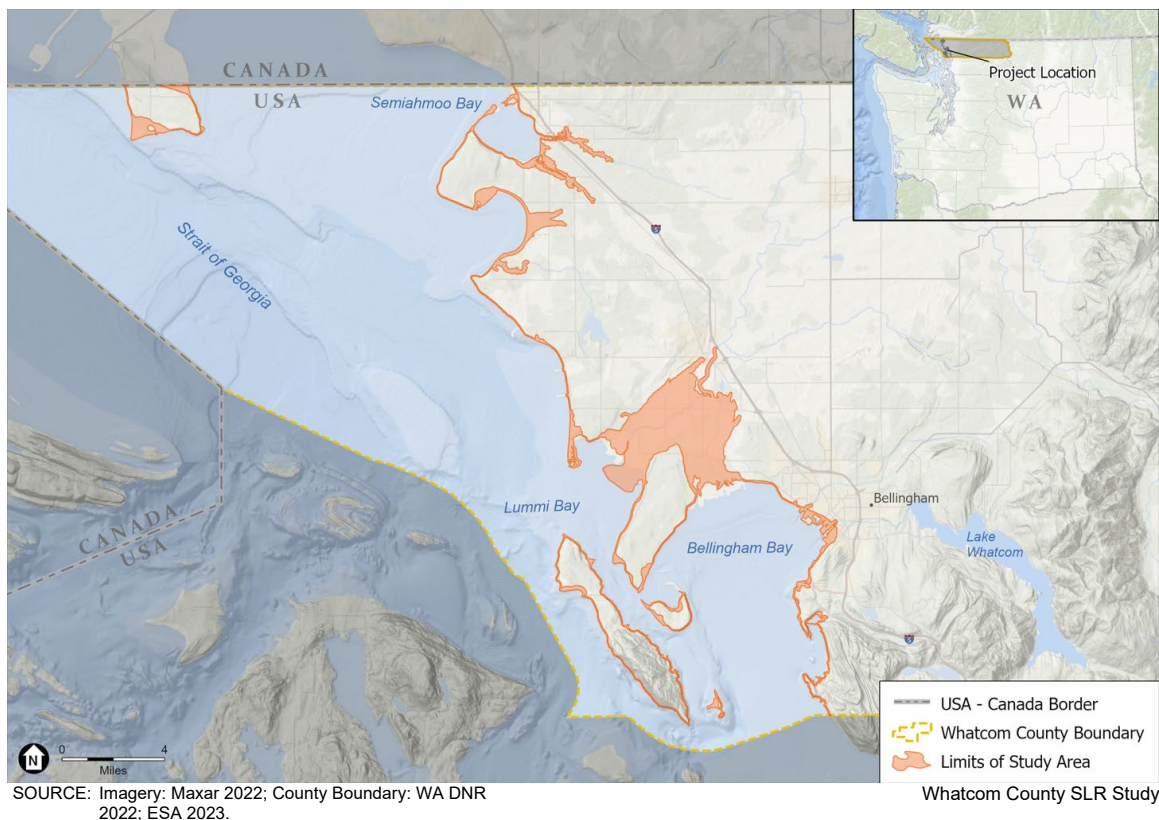 CANADA
USA
Semiahmoo Bay
Project Location
WA
Strait of Georgia
5
Lummi Bay
Bellingham
Bellingham Bay
Lake
Whatcom
CANADA
USA
5
USA - Canada Border
Whatcom County Boundary
Limits of Study Area
N
0 4
Miles
SOURCE: Imagery: Maxar 2022; County Boundary: WA DNR
2022; ESA 2023.
Whatcom County SLR Study